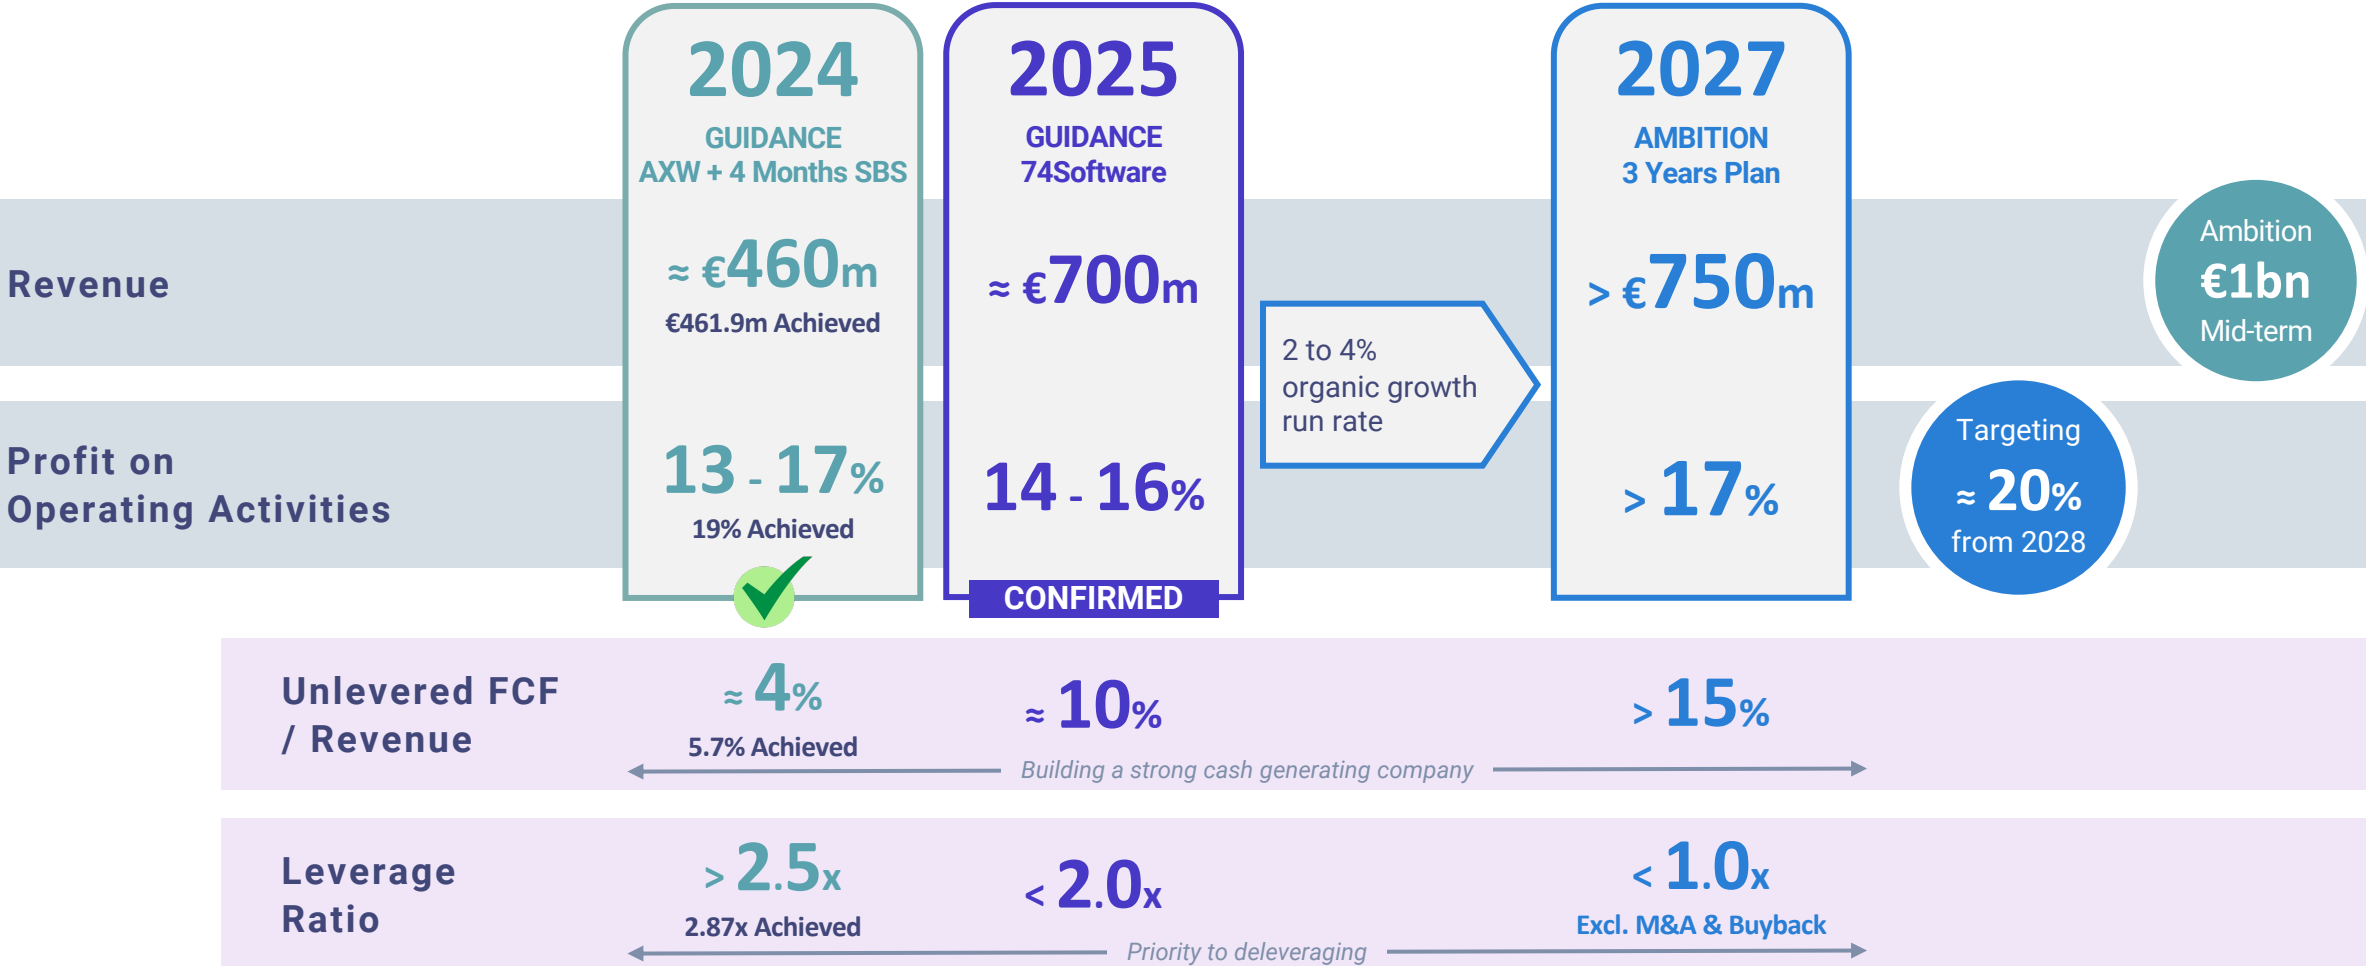 2024
GUIDANCE
AXW + 4 Months SBS
2025
GUIDANCE
74Software
2027
AMBITION
3 Years Plan
Revenue
≈ €460m
€461.9m Achieved
≈ €700m
2 to 4%
organic growth
run rate
> €750m
Ambition
€1bn
Mid-term
Profit on
Operating Activities
13 - 17%
19% Achieved
14 - 16%
CONFIRMED
> 17%
Targeting
≈ 20%
from 2028
Unlevered FCF
/ Revenue
≈ 4%
5.7% Achieved
≈ 10%
> 15%
Building a strong cash generating company
Leverage
Ratio
> 2.5x
2.87x Achieved
< 2.0x
< 1.0x
Excl. M&A & Buyback
Priority to deleveraging